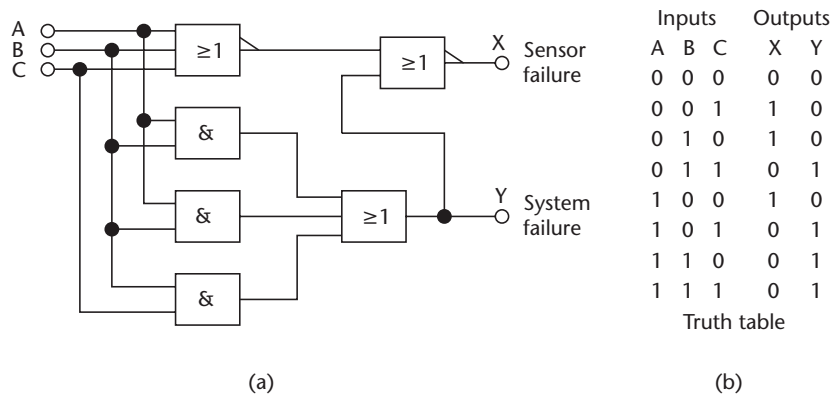 A
B
C
≥1
≥1
X
Sensor
failure
&
&
≥1
Y
System
failure
&
(a)
Inputs Outputs
A B C X Y
0 0 0 0 0
0 0 1 1 0
0 1 0 1 0
0 1 1 0 1
1 0 0 1 0
1 0 1 0 1
1 1 0 0 1
1 1 1 0 1
Truth table
(b)